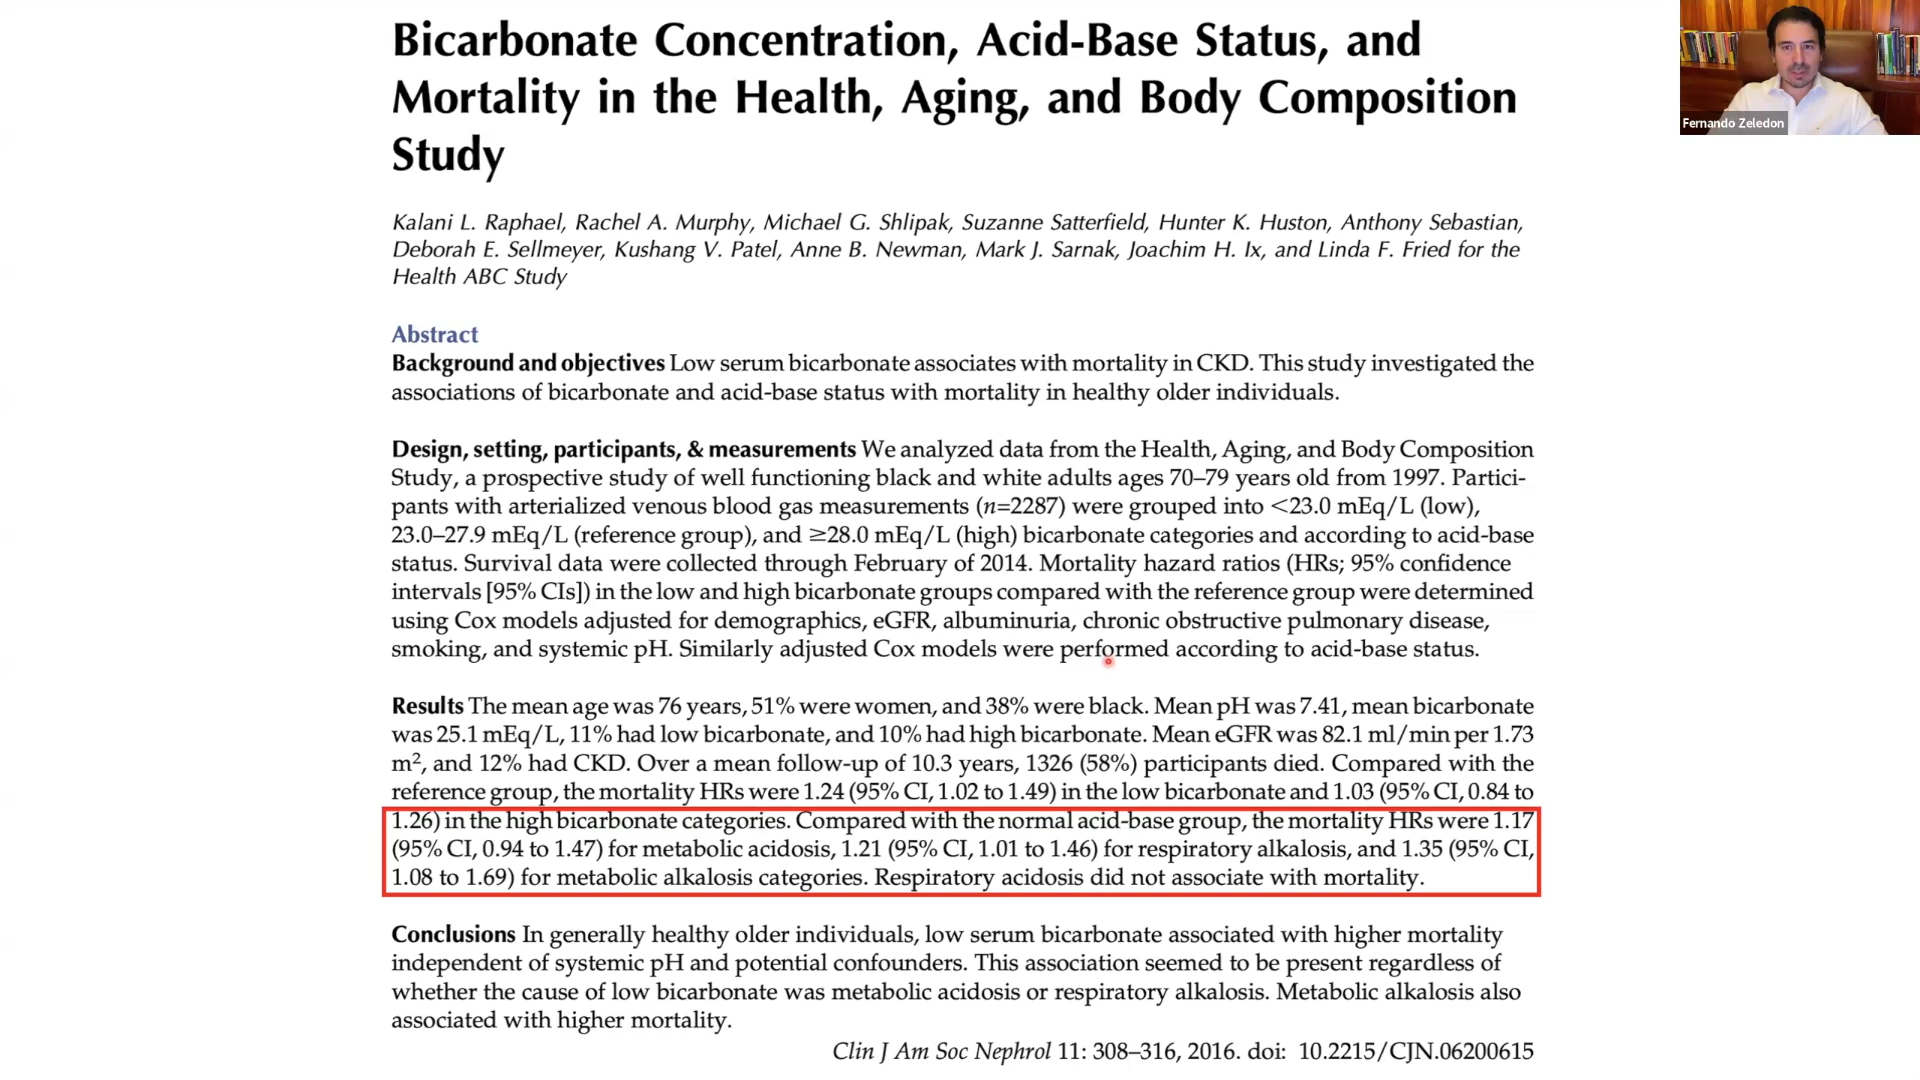 Bicarbonate Concentration, Acid-Base Status, and
Mortality in the Health, Aging, and Body Composition
Study
Fernando Zeledon
Kalani L. Raphael, Rachel A. Murphy, Michael G. Shlipak, Suzanne Satterfield, Hunter K. Huston, Anthony Sebastian,
Deborah E. Sellmeyer, Kushang V. Patel, Anne B. Newman, Mark J. Sarnak, Joachim H. Ix, and Linda F. Fried for the
Health ABC Study
Abstract
Background and objectives Low serum bicarbonate associates with mortality in CKD. This study investigated the
associations of bicarbonate and acid-base status with mortality in healthy older individuals.
Design, setting, participants, & measurements We analyzed data from the Health, Aging, and Body Composition
Study, a prospective study of well functioning black and white adults ages 70–79 years old from 1997. Partici-
pants with arterialized venous blood gas measurements (n=2287) were grouped into <23.0 mEq/L (low),
23.0–27.9 mEq/L (reference group), and ≥28.0 mEq/L (high) bicarbonate categories and according to acid-base
status. Survival data were collected through February of 2014. Mortality hazard ratios (HRs; 95% confidence
intervals [95% CIs]) in the low and high bicarbonate groups compared with the reference group were determined
using Cox models adjusted for demographics, eGFR, albuminuria, chronic obstructive pulmonary disease,
smoking, and systemic pH. Similarly adjusted Cox models were performed according to acid-base status.
Results The mean age was 76 years, 51% were women, and 38% were black. Mean pH was 7.41, mean bicarbonate
was 25.1 mEq/L, 11% had low bicarbonate, and 10% had high bicarbonate. Mean eGFR was 82.1 ml/min per 1.73
m², and 12% had CKD. Over a mean follow-up of 10.3 years, 1326 (58%) participants died. Compared with the
reference group, the mortality HRs were 1.24 (95% CI, 1.02 to 1.49) in the low bicarbonate and 1.03 (95% CI, 0.84 to
1.26) in the high bicarbonate categories. Compared with the normal acid-base group, the mortality HRs were 1.17
(95% CI, 0.94 to 1.47) for metabolic acidosis, 1.21 (95% CI, 1.01 to 1.46) for respiratory alkalosis, and 1.35 (95% CI,
1.08 to 1.69) for metabolic alkalosis categories. Respiratory acidosis did not associate with mortality.
Conclusions In generally healthy older individuals, low serum bicarbonate associated with higher mortality
independent of systemic pH and potential confounders. This association seemed to be present regardless of
whether the cause of low bicarbonate was metabolic acidosis or respiratory alkalosis. Metabolic alkalosis also
associated with higher mortality.
Clin J Am Soc Nephrol 11: 308–316, 2016. doi: 10.2215/CJN.06200615